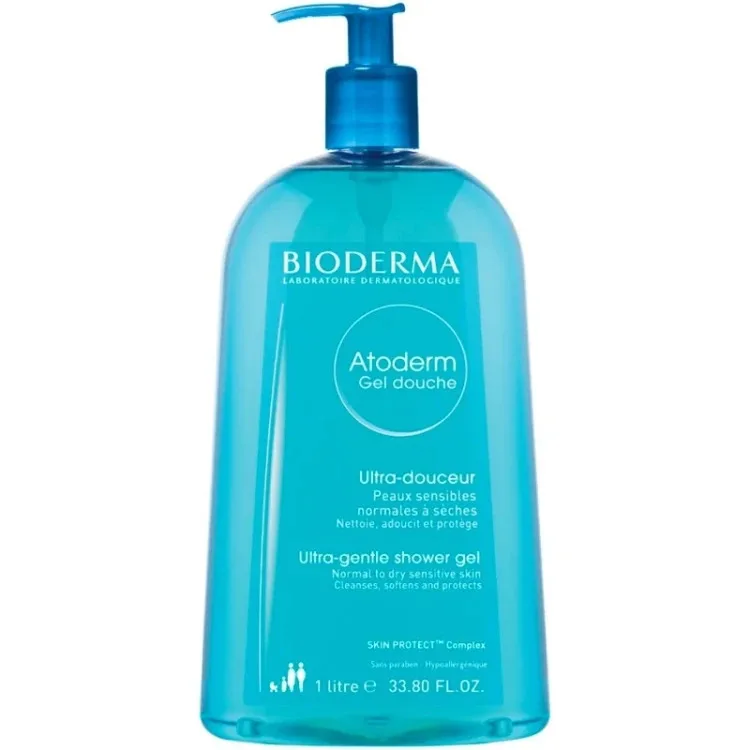 BIODERMA
LABORATOIRE DERMATOLOGIQUE
Atoderm
Gel douche
Ultra-douceur
Peaux sensibles
normales à sèches
Nettoie, adoucit et protège
Ultra-gentle shower gel
Normal to dry sensitive skin
Cleanses, softens and protects
SKIN PROTECT™ Complex
Sans paraben · Hypoallergénique
1 litre e 33.80 FL.OZ.